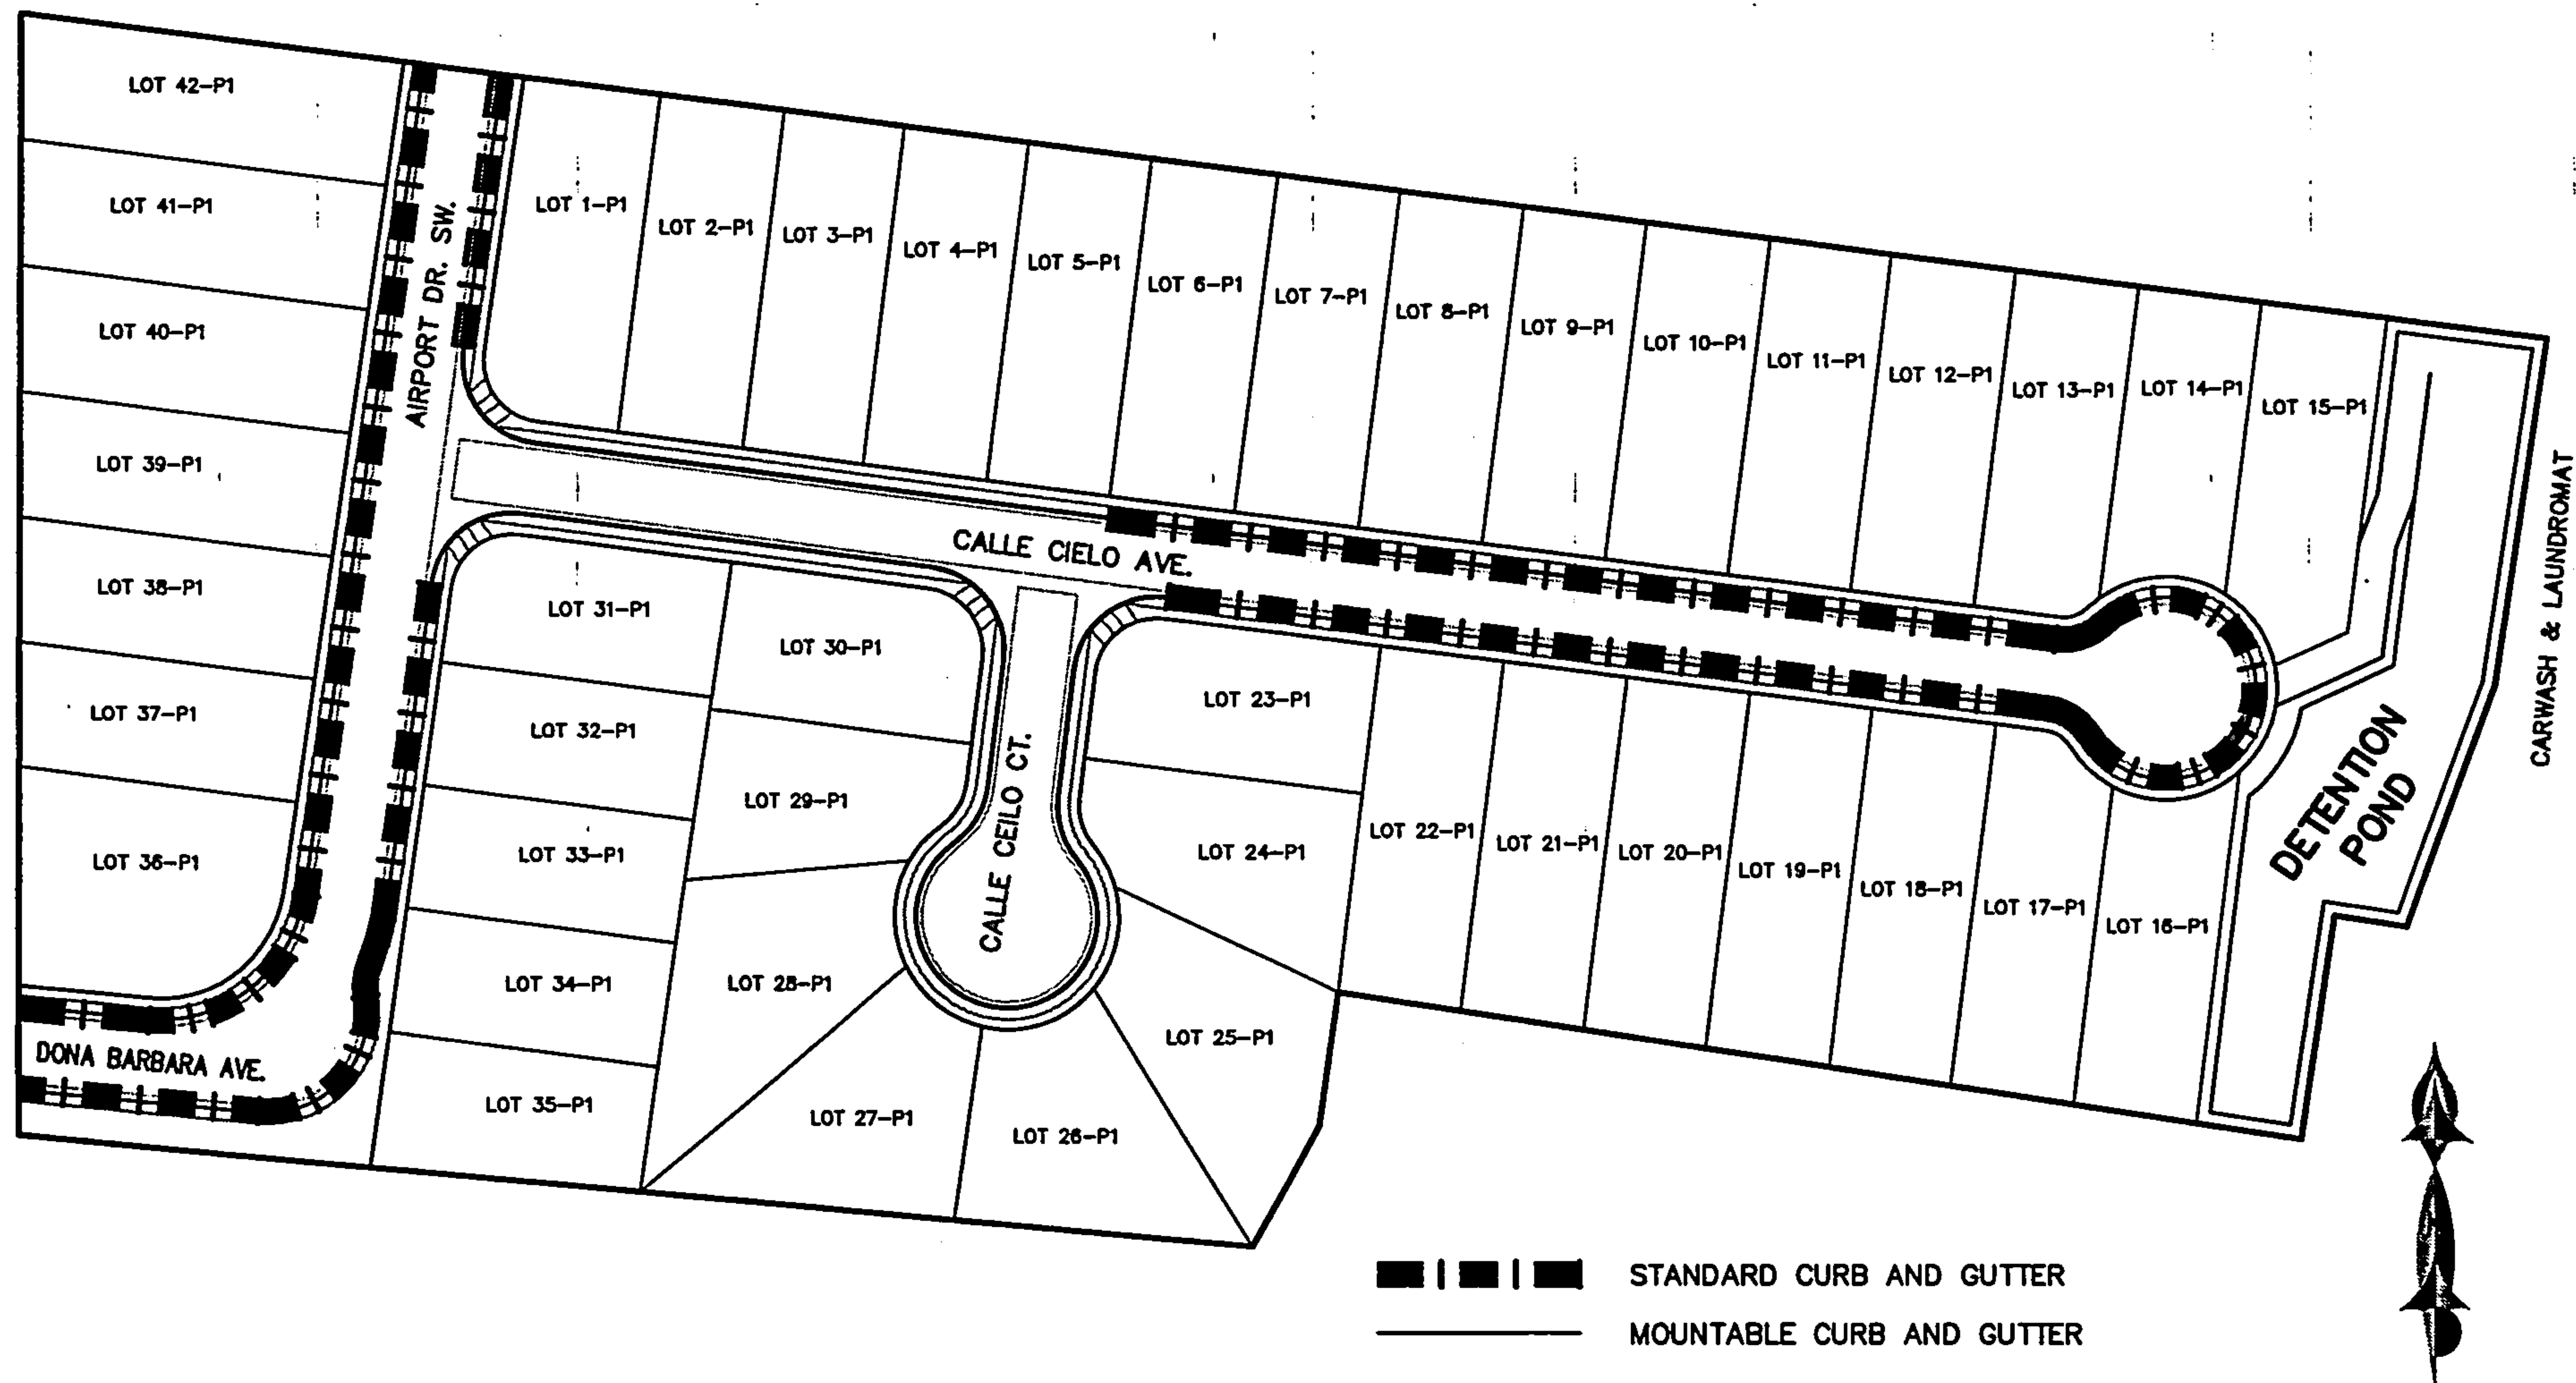 LOT 42-P1
LOT 41-P1
LOT 40-P1
LOT 39-P1
LOT 38-P1
LOT 37-P1
LOT 36-P1
AIRPORT DR. SW.
DONA BARBARA AVE.
LOT 1-P1
LOT 2-P1
LOT 3-P1
LOT 4-P1
LOT 5-P1
LOT 6-P1
LOT 7-P1
LOT 8-P1
LOT 9-P1
LOT 10-P1
LOT 11-P1
LOT 12-P1
LOT 13-P1
LOT 14-P1
LOT 15-P1
CALLE CIELO AVE.
LOT 31-P1
LOT 30-P1
LOT 32-P1
LOT 29-P1
LOT 33-P1
LOT 34-P1
LOT 28-P1
LOT 35-P1
LOT 27-P1
LOT 26-P1
CALLE CEILO CT.
LOT 23-P1
LOT 24-P1
LOT 25-P1
LOT 22-P1
LOT 21-P1
LOT 20-P1
LOT 19-P1
LOT 18-P1
LOT 17-P1
LOT 16-P1
DETENTION
POND
CARWASH & LAUNDROMAT
STANDARD CURB AND GUTTER
MOUNTABLE CURB AND GUTTER